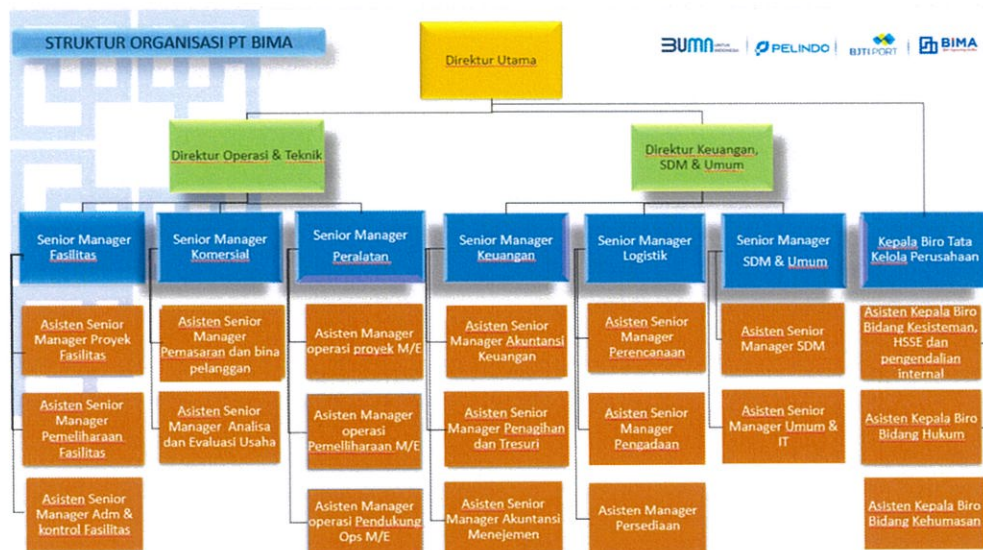 STRUKTUR ORGANISASI PT BIMA
BUMN UNTUK INDONESIA
PELINDO
BJTI PORT
BIMA
Direktur Utama
Direktur Operasi & Teknik
Direktur Keuangan,
SDM & Umum
Senior Manager
Fasilitas
Senior Manager
Komersial
Senior Manager
Peralatan
Senior Manager
Keuangan
Senior Manager
Logistik
Senior Manager
SDM & Umum
Kepala Biro Tata
Kelola Perusahaan
Asisten Senior
Manager Proyek
Fasilitas
Asisten Senior
Manager
Pemasaran dan bina
pelanggan
Asisten Manager
operasi proyek M/E
Asisten Senior
Manager Akuntansi
Keuangan
Asisten Senior
Manager
Perencanaan
Asisten Senior
Manager SDM
Asisten Kepala Biro
Bidang Kesisteman,
HSSE dan
pengendalian
internal
Asisten Senior
Manager
Pemeliharaan
Fasilitas
Asisten Senior
Manager Analisa
dan Evaluasi Usaha
Asisten Manager
operasi
Pemelliharaan M/E
Asisten Senior
Manager Penagihan
dan Tresuri
Asisten Senior
Manager
Pengadaan
Asisten Senior
Manager Umum &
IT
Asisten Kepala Biro
Bidang Hukum
Asisten Senior
Manager Adm &
kontrol Fasilitas
Asisten Manager
operasi Pendukung
Ops M/E
Asisten Senior
Manager Akuntansi
Menejemen
Asisten Manager
Persediaan
Asisten Kepala Biro
Bidang Kehumasan